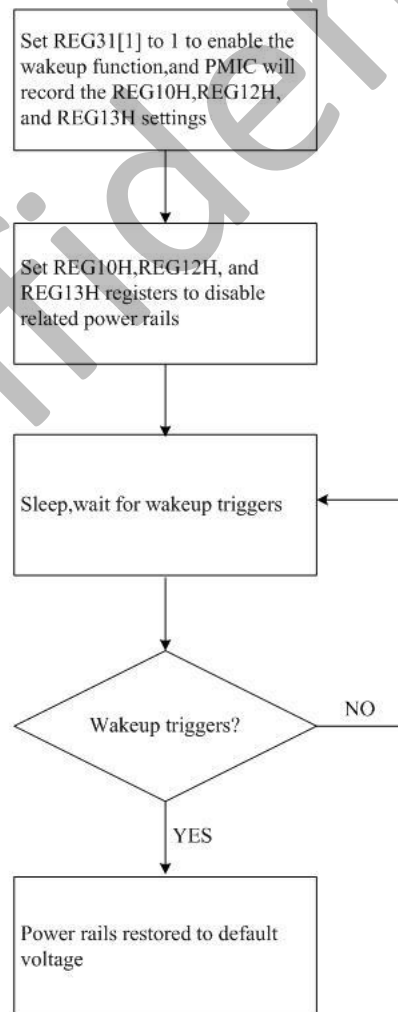 Set REG31[1] to 1 to enable the
wakeup function,and PMIC will
record the REG10H,REG12H,
and REG13H settings
Set REG10H,REG12H, and
REG13H registers to disable
related power rails
Sleep,wait for wakeup triggers
Wakeup triggers?
NO
YES
Power rails restored to default
voltage